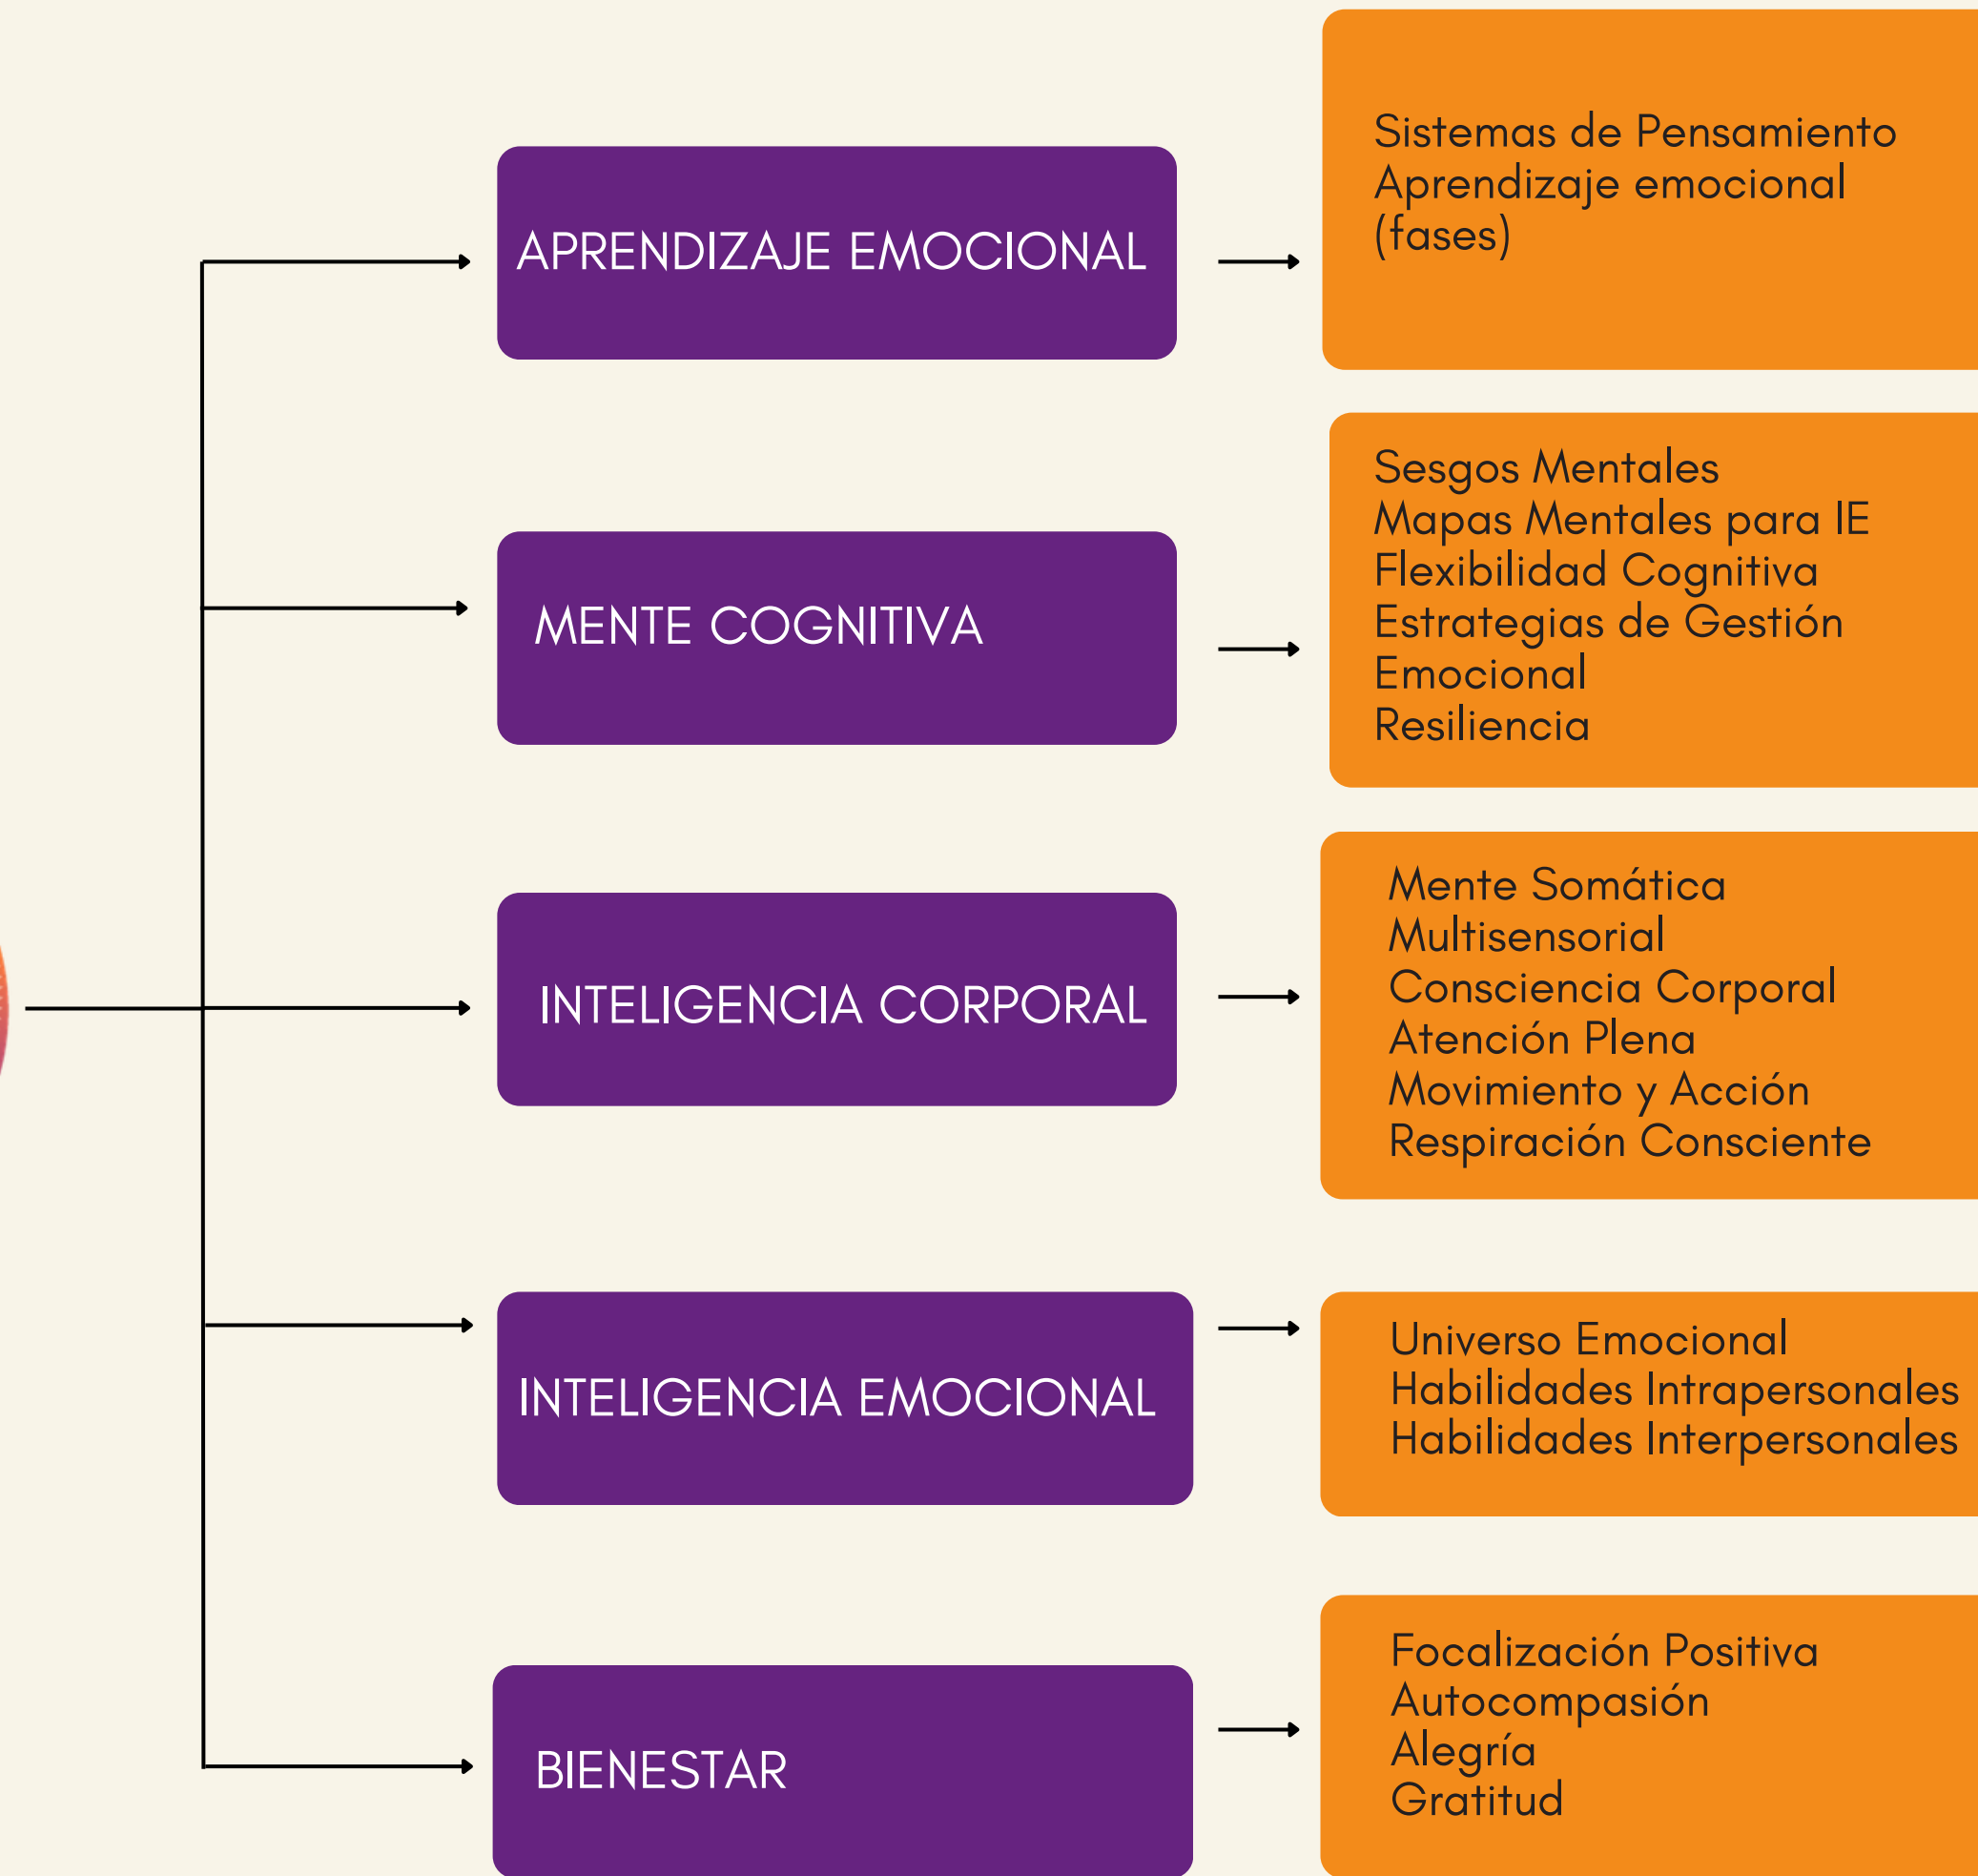 APRENDIZAJE EMOCIONAL
Sistemas de Pensamiento
Aprendizaje emocional
(fases)
MENTE COGNITIVA
Sesgos Mentales
Mapas Mentales para IE
Flexibilidad Cognitiva
Estrategias de Gestión
Emocional
Resiliencia
INTELIGENCIA CORPORAL
Mente Somática
Multisensorial
Consciencia Corporal
Atención Plena
Movimiento y Acción
Respiración Consciente
INTELIGENCIA EMOCIONAL
Universo Emocional
Habilidades Intrapersonales
Habilidades Interpersonales
BIENESTAR
Focalización Positiva
Autocompasión
Alegría
Gratitud